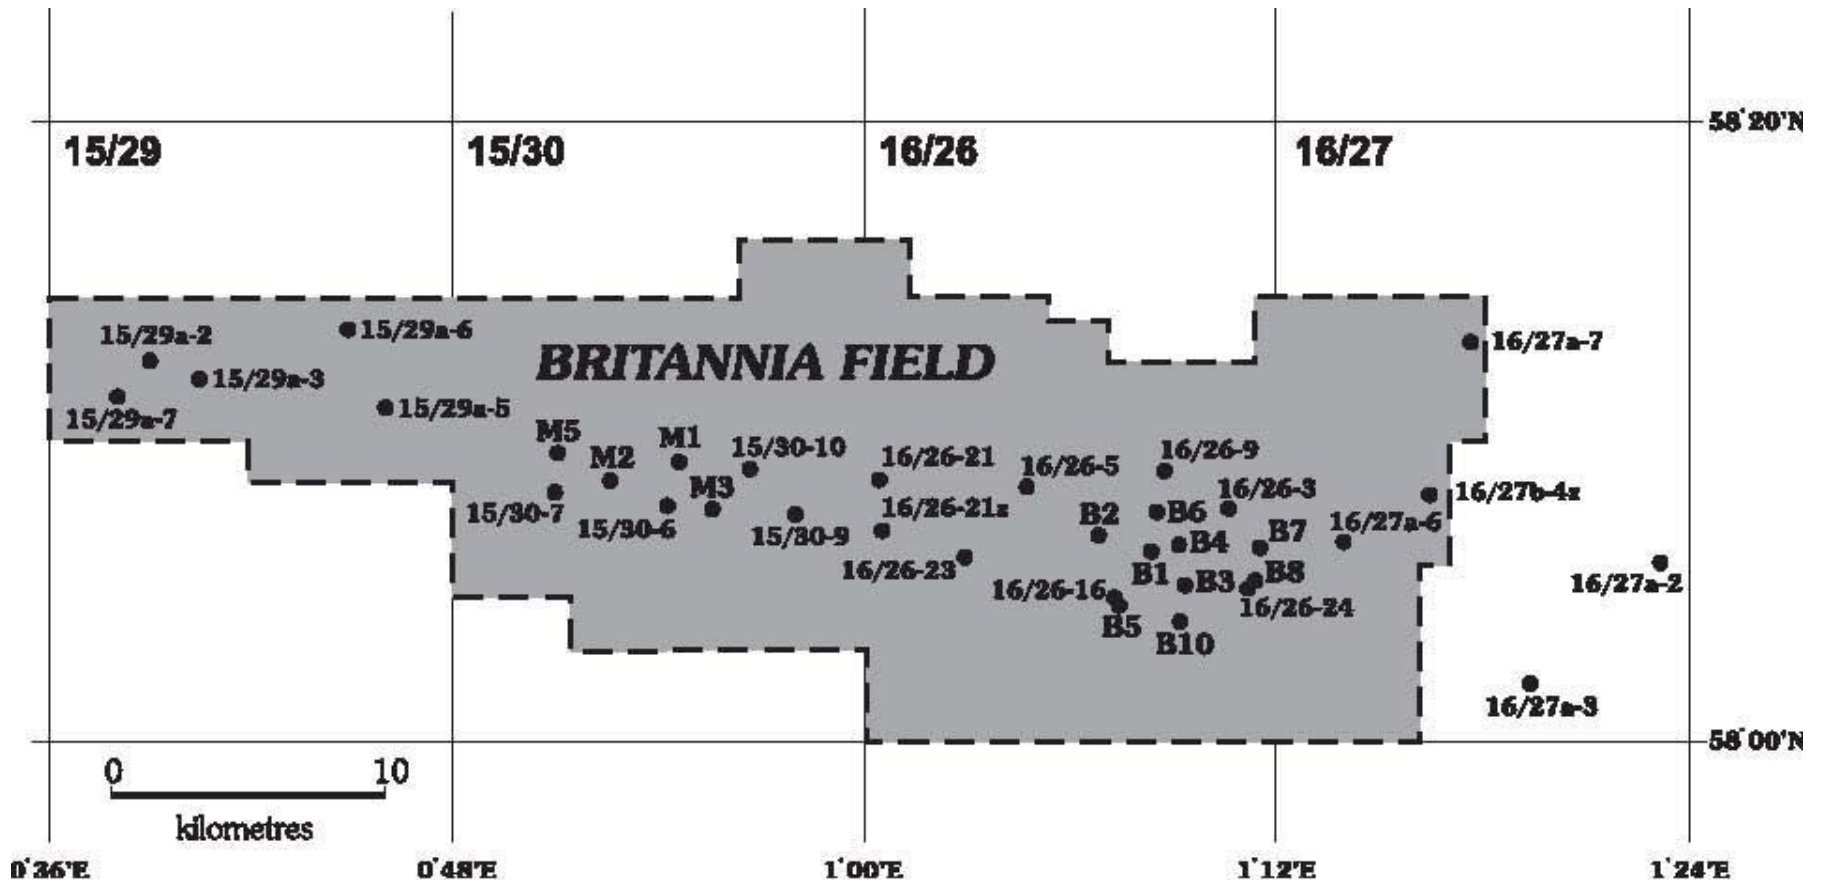 58°20'N
15/29
15/30
16/26
16/27
15/29a-2
15/29a-6
16/27a-7
BRITANNIA FIELD
15/29a-3
15/29a-5
15/29a-7
M5
M1
15/30-10
16/26-21
16/26-5
16/26-9
M2
M3
16/26-3
16/27b-4z
15/30-7
15/30-6
15/30-9
16/26-21z
B2
B6
16/27a-6
B4
B7
16/26-23
B1
B3
B8
16/27a-2
16/26-16
16/26-24
B5
B10
16/27a-3
58°00'N
0
10
kilometres
0°36'E
0°48'E
1°00'E
1°12'E
1°24'E